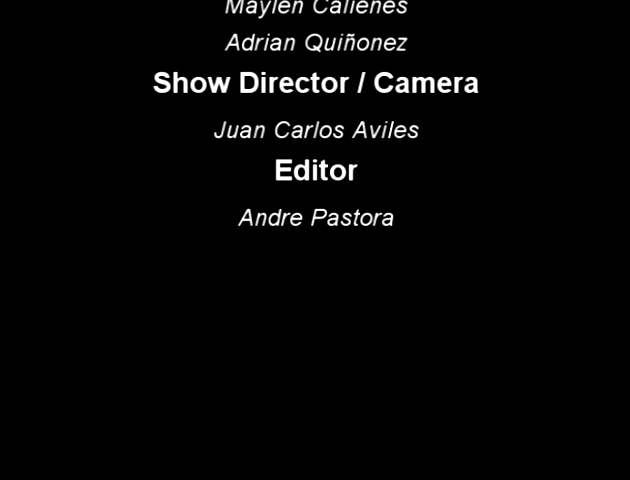 Maylen Calienes
Adrian Quiñonez
Show Director / Camera
Juan Carlos Aviles
Editor
Andre Pastora